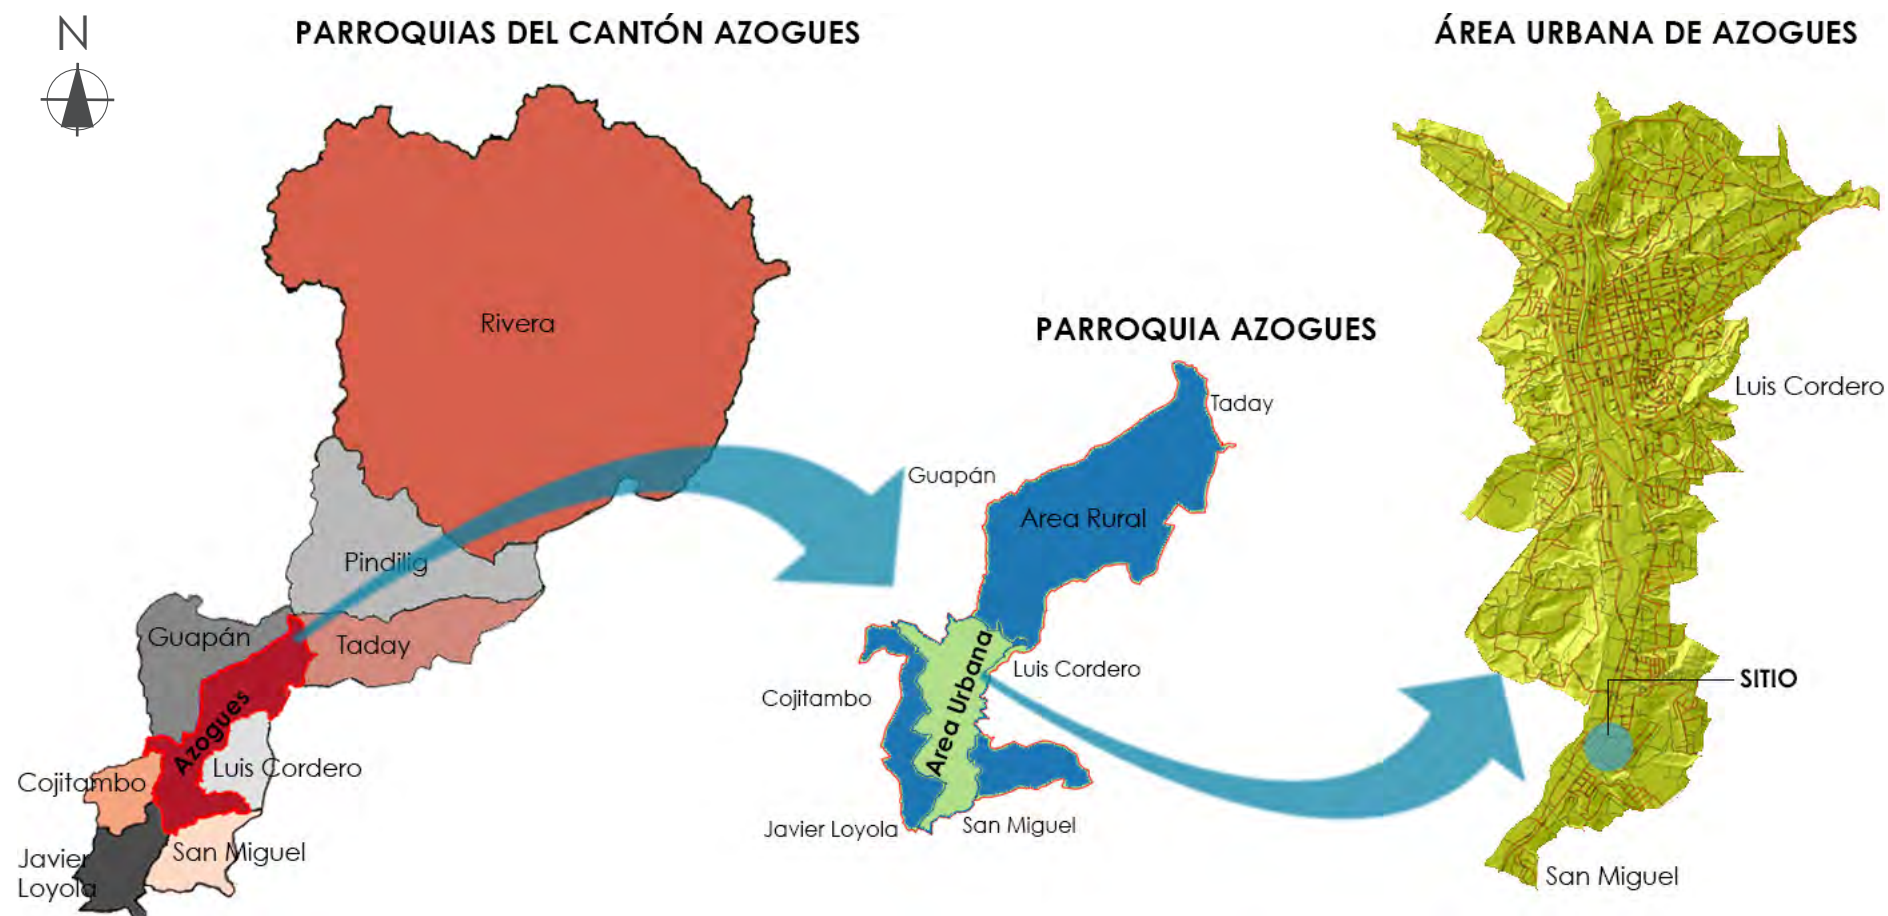 N
PARROQUIAS DEL CANTÓN AZOGUES
Rivera
Pindilig
Guapán
Taday
Azogues
Luis Cordero
Cojitambo
San Miguel
Javier
Loyola
PARROQUIA AZOGUES
Taday
Guapán
Area Rural
Area Urbana
Luis Cordero
Cojitambo
Javier Loyola
San Miguel
ÁREA URBANA DE AZOGUES
Luis Cordero
SITIO
San Miguel